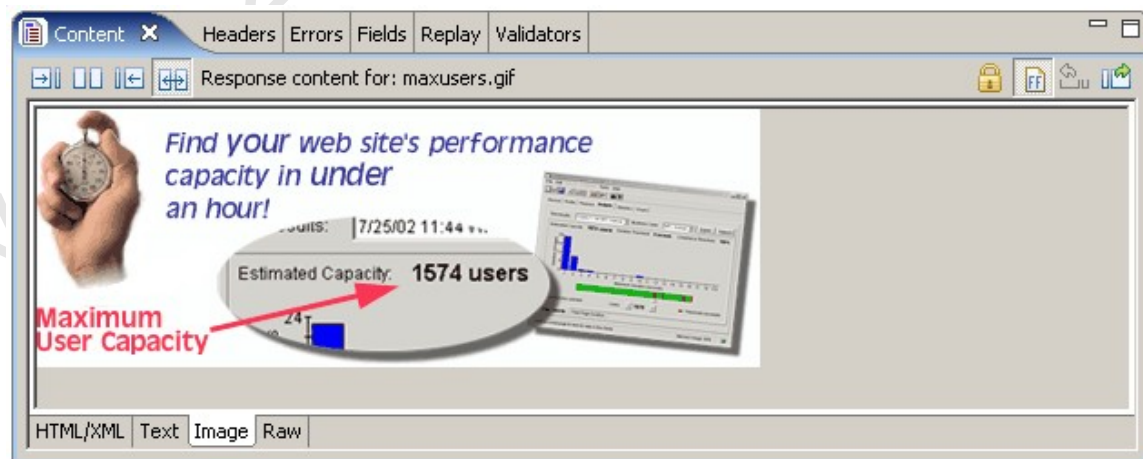 Content
Headers
Errors
Fields
Replay
Validators
Response content for: maxusers.gif
FF
Find your web site's performance
capacity in under
an hour!
7/25/02 11:44
Estimated Capacity: 1574 users
24
Maximum
User Capacity
HTML/XML
Text
Image
Raw